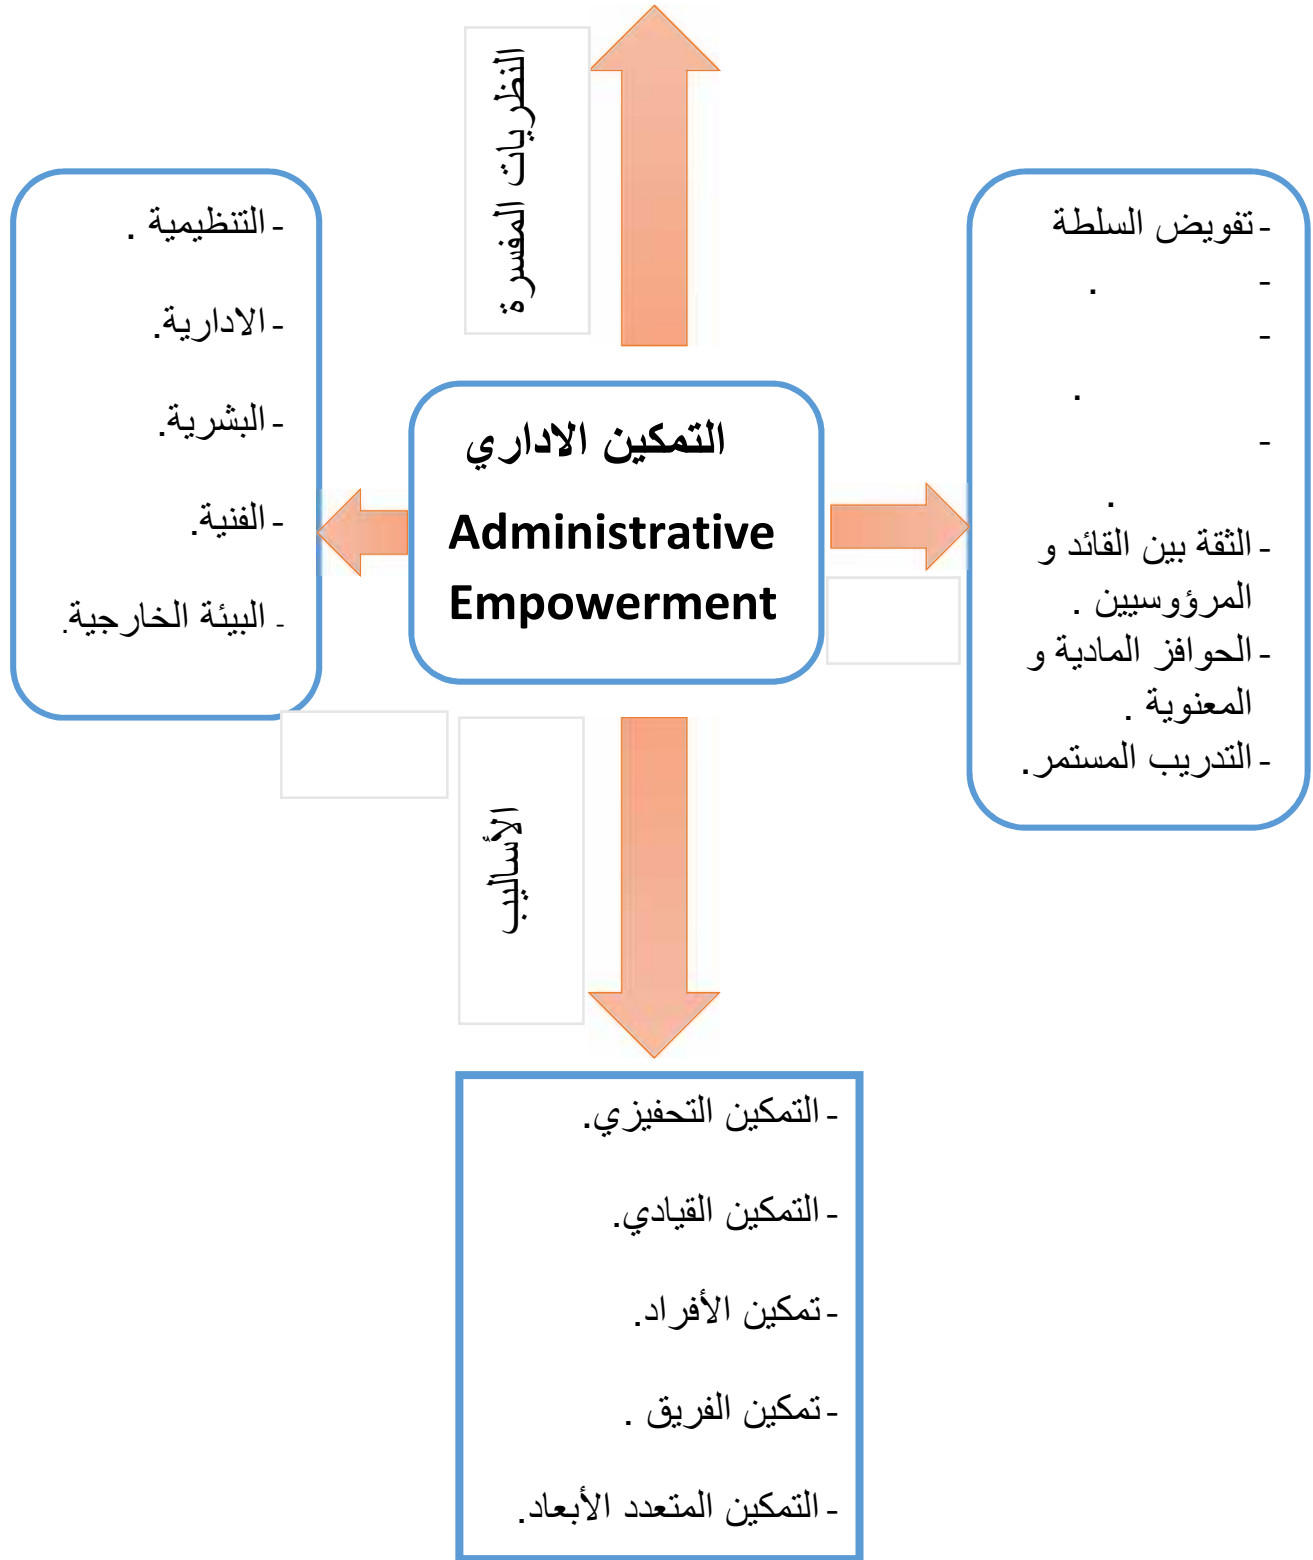 النظريات المفسرة
- تفويض السلطة
- .
-
.
-
.
- الثقة بين القائد و
المرؤوسيين .
- الحوافز المادية و
المعنوية .
- التدريب المستمر.
التمكين الاداري
Administrative
Empowerment
- التنظيمية .
- الادارية.
- البشرية.
- الفنية.
- البيئة الخارجية.
الأساليب
- التمكين التحفيزي.
- التمكين القيادي.
- تمكين الأفراد.
- تمكين الفريق .
- التمكين المتعدد الأبعاد.